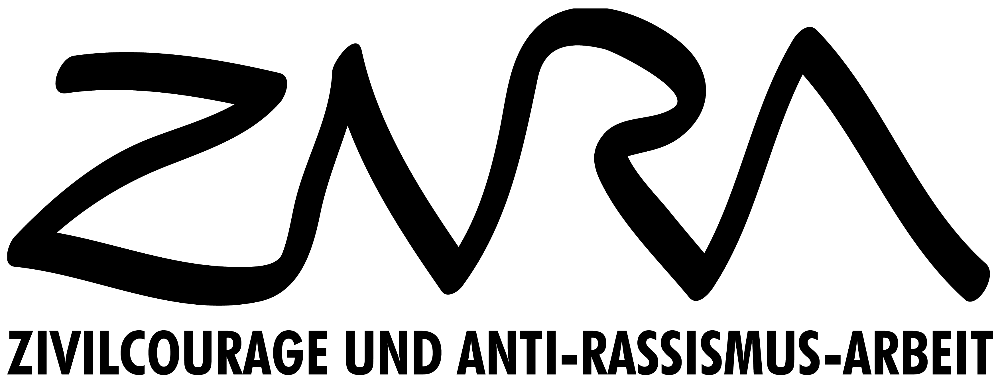 ZARA
ZIVILCOURAGE UND ANTI-RASSISMUS-ARBEIT